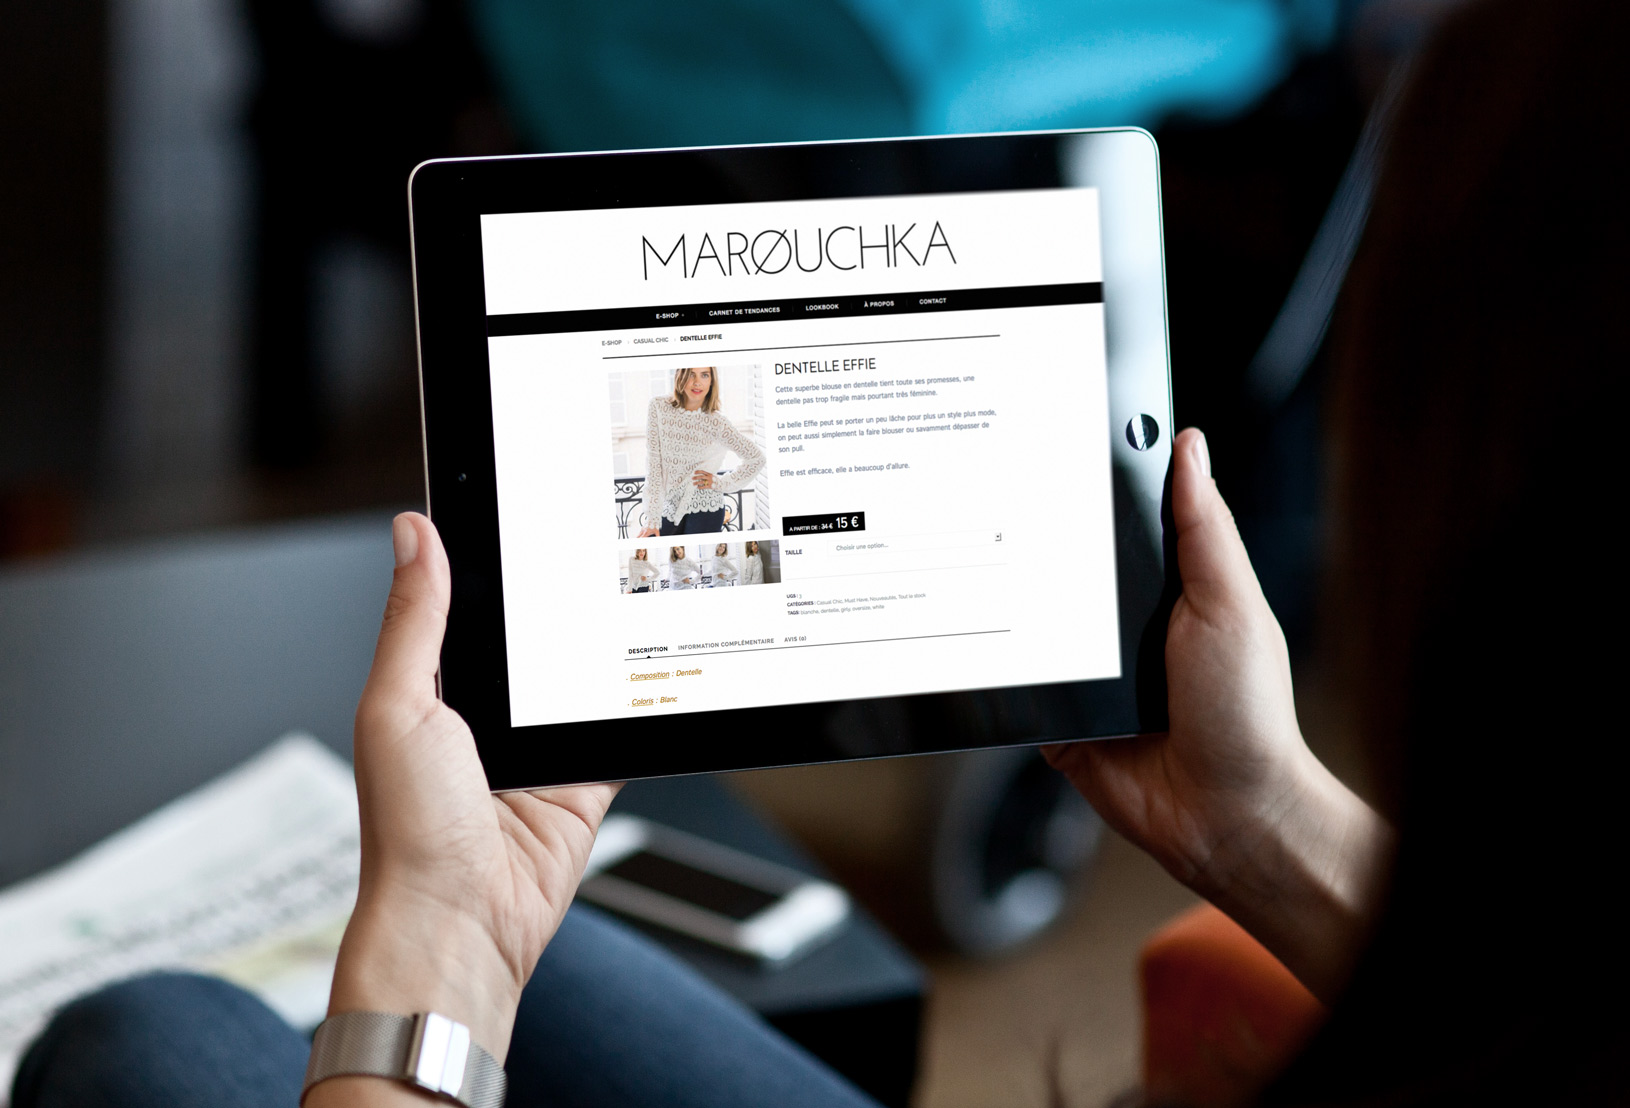 MARØUCHKA
E-SHOP CARNET DE TENDANCES LOOKBOOK À PROPOS CONTACT
E-SHOP CASUAL CHIC DENTELLE EFFIE
DENTELLE EFFIE
Cette superbe blouse en dentelle tient toute ses promesses, une
dentelle pas trop fragile mais pourtant très féminine.
La belle Effie peut se porter un peu lâche pour plus un style plus mode,
on peut aussi simplement la faire blouser ou savamment dépasser de
son pull.
Effie est efficace, elle a beaucoup d'allure.
A PARTIR DE : 34 € 15 €
TAILLE Choisir une option...
UGS : 3
CATÉGORIES : Casual Chic, Must Have, Nouveautés, Tout le stock
TAGS: blanche, dentelle, girly, oversize, white
DESCRIPTION INFORMATION COMPLÉMENTAIRE AVIS (0)
. Composition : Dentelle
. Coloris : Blanc